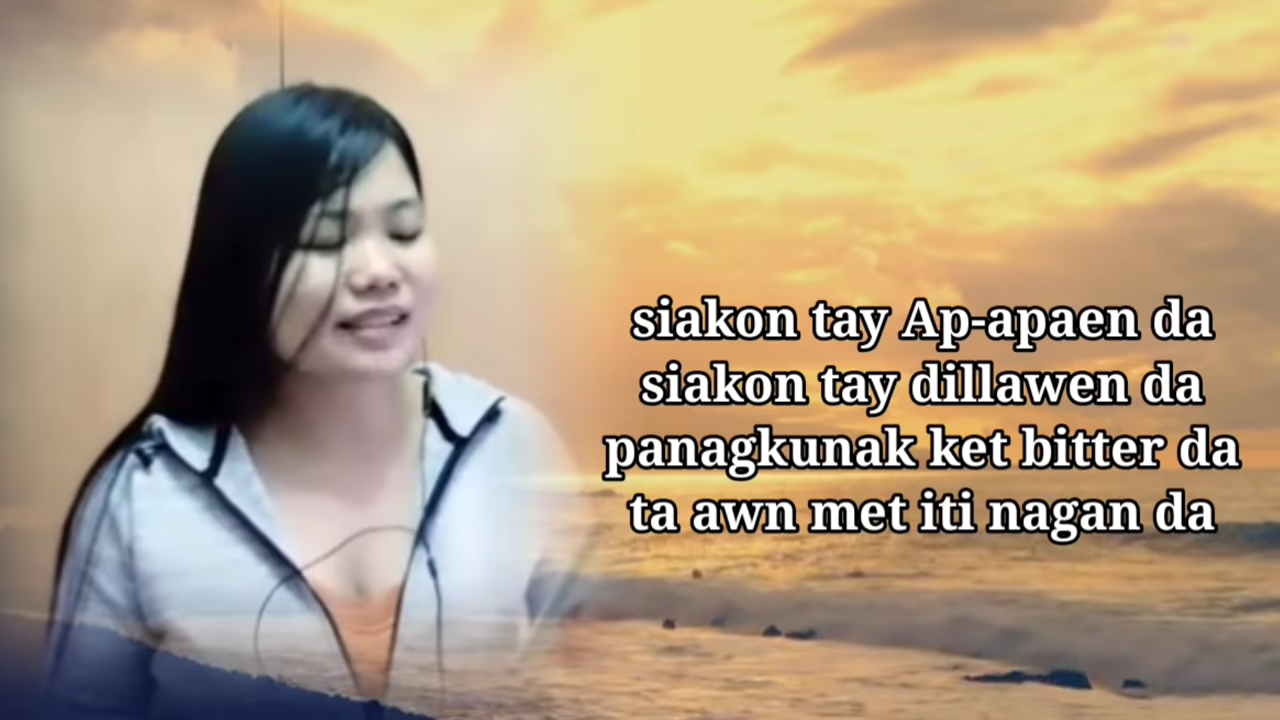 siakon tay Ap-apaen da
siakon tay dillawen da
panagkunak ket bitter da
ta awn met iti nagan da